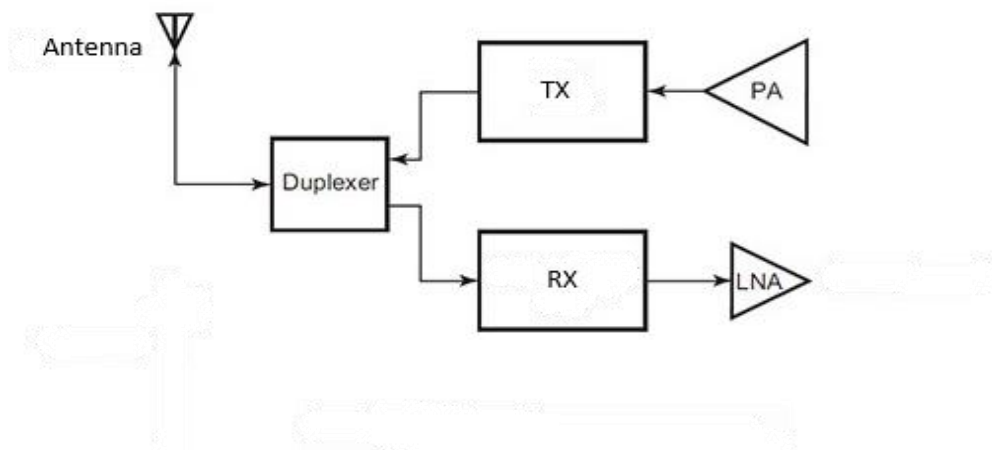 Antenna
TX
PA
Duplexer
RX
LNA